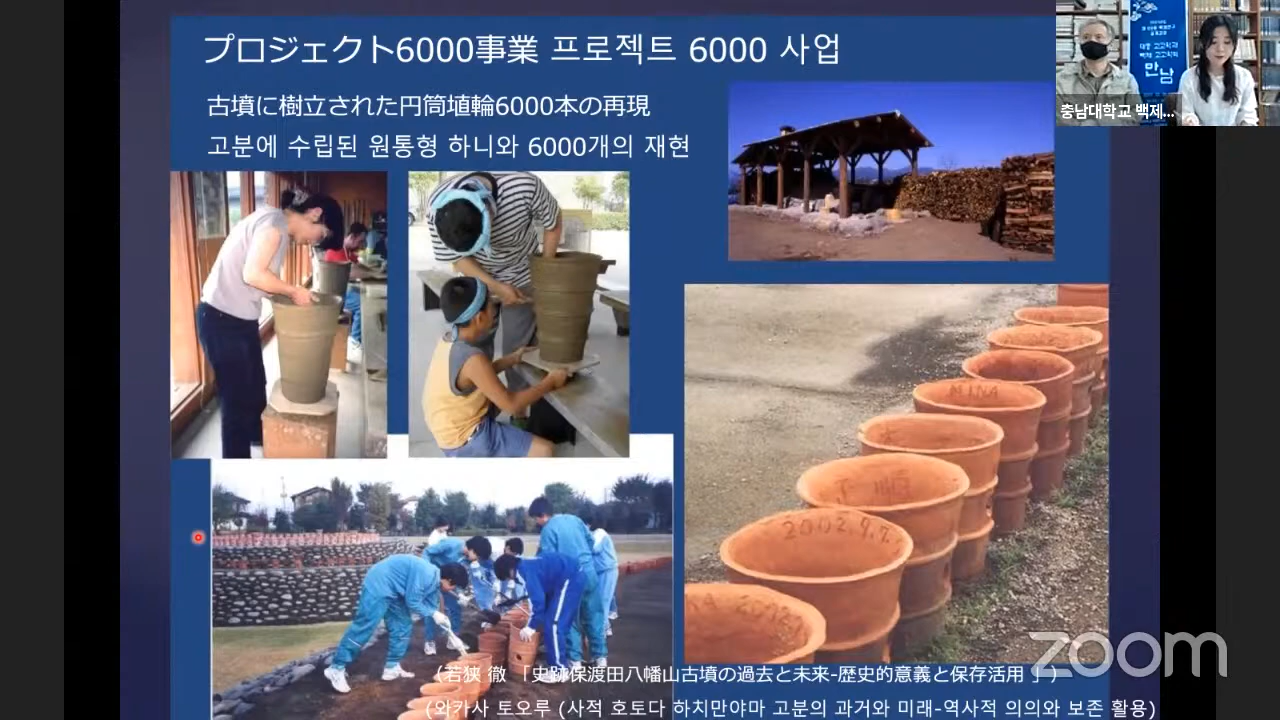 プロジェクト6000事業 프로젝트 6000 사업
古墳に樹立された円筒埴輪6000本の再現
고분에 수립된 원통형 하니와 6000개의 재현
만남
충남대학교 백제...
MINA
正順
2002.9.7.
zoom
（若狭 徹 「史跡保渡田八幡山古墳の過去と未来-歴史的意義と保存活用 」）
(와카사 토오루 (사적 호토다 하치만야마 고분의 과거와 미래-역사적 의의와 보존 활용)